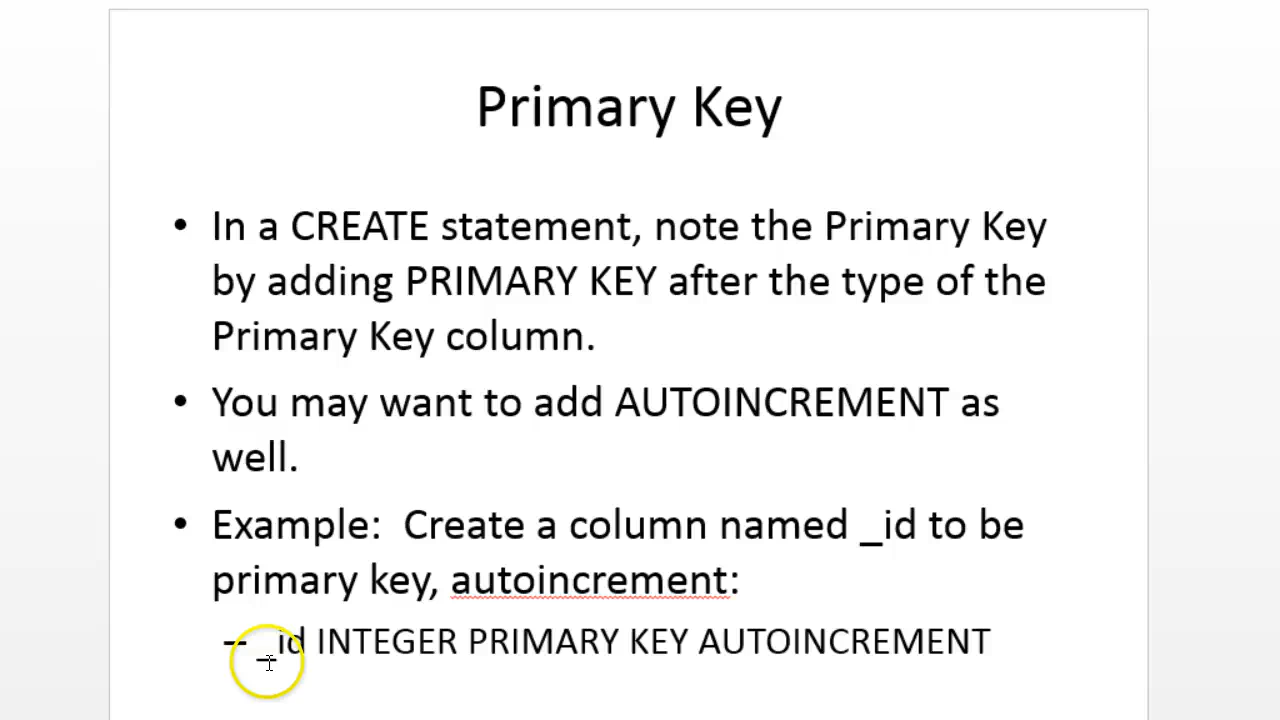 Primary Key
• In a CREATE statement, note the Primary Key
by adding PRIMARY KEY after the type of the
Primary Key column.
• You may want to add AUTOINCREMENT as
well.
• Example:  Create a column named _id to be
primary key, autoincrement:
– _id INTEGER PRIMARY KEY AUTOINCREMENT